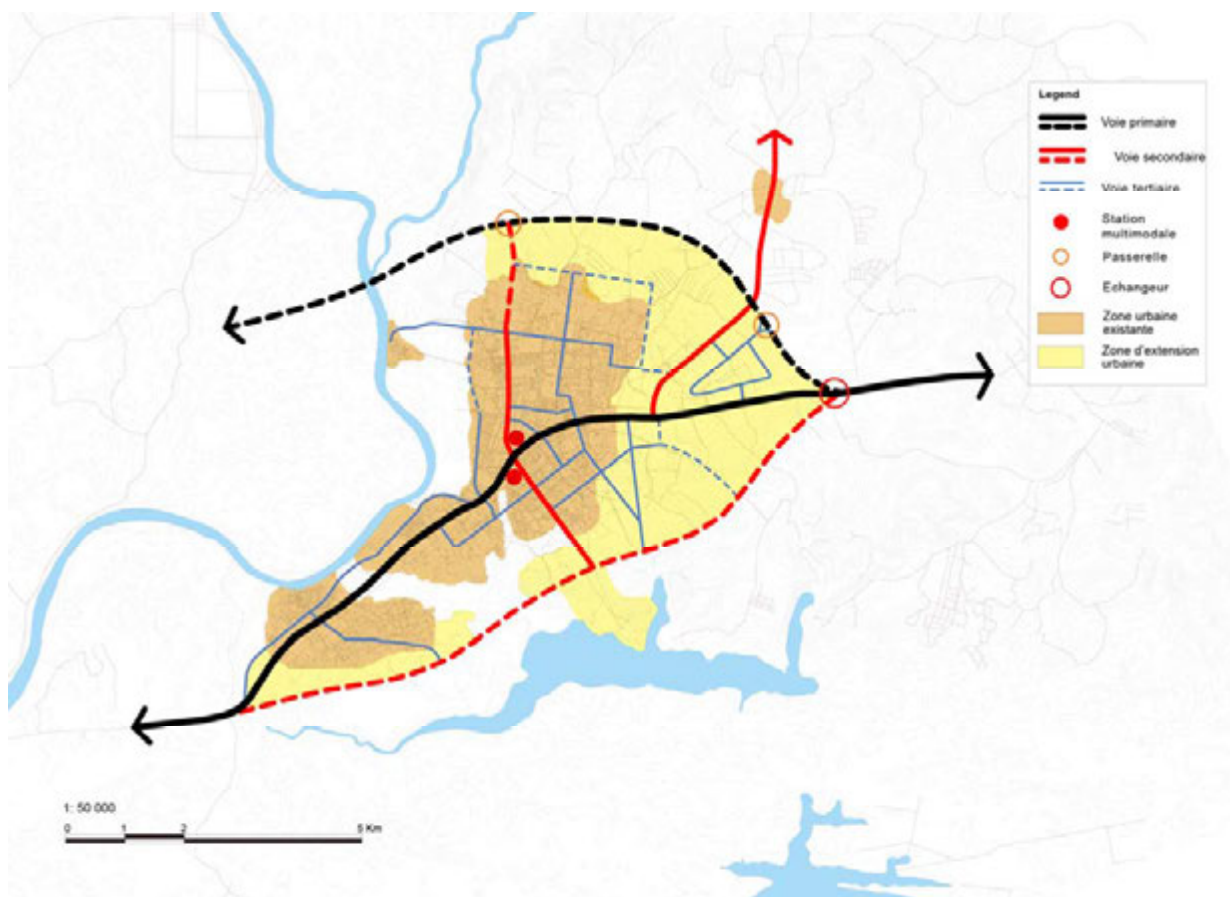 Legend
Voie primaire
Voie secondaire
Voie tertiaire
Station
multimodale
Passerelle
Echangeur
Zone urbaine
existante
Zone d'extension
urbaine
1: 50 000
0 1 2 5 Km